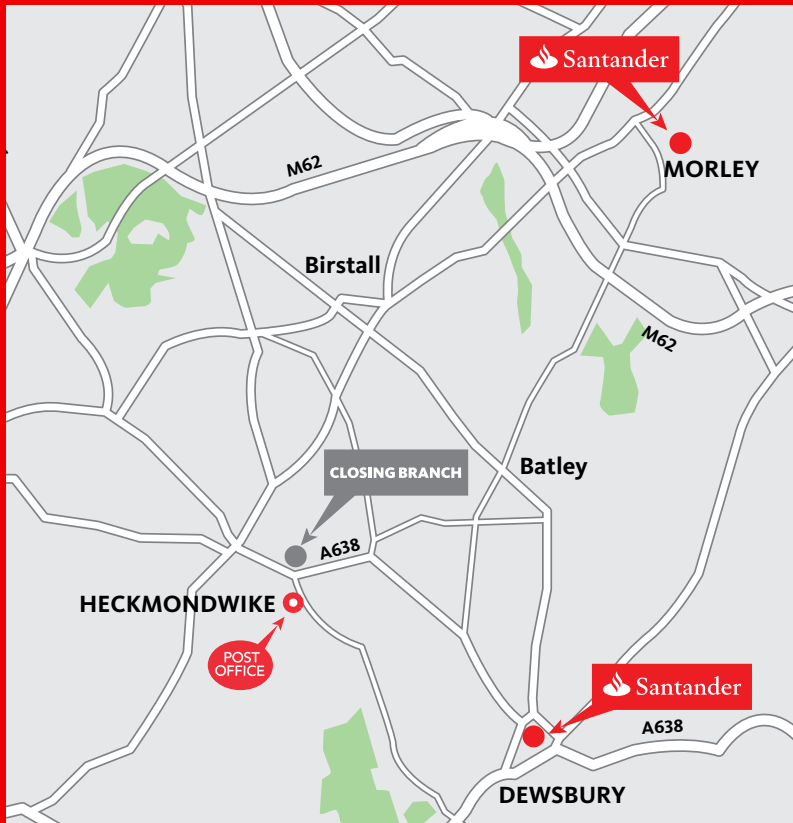 Santander
MORLEY
M62
Birstall
M62
Batley
CLOSING BRANCH
A638
HECKMONDWIKE
POST
OFFICE
Santander
A638
DEWSBURY